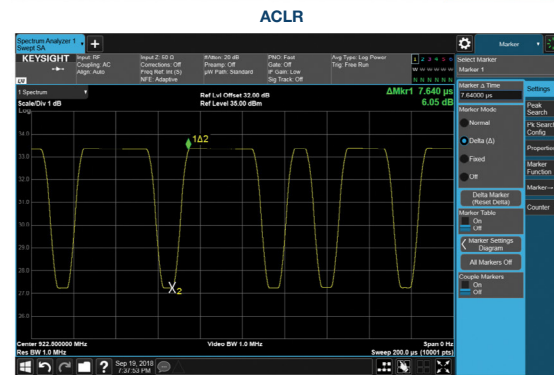 ACLR
Spectrum Analyzer 1
Swept SA
+
Marker
KEYSIGHT
Input: RF
Coupling: AC
Align: Auto
Input Z: 50 Ω
Corrections: Off
Freq Ref: Int (S)
NFE: Adaptive
#Atten: 20 dB
Preamp: Off
µW Path: Standard
PNO: Fast
Gate: Off
IF Gain: Low
Sig Track: Off
Avg Type: Log Power
Trig: Free Run
1 2 3 4 5 6
W W W W W W
N N N N N N
Select Marker
Marker 1
1 Spectrum
Scale/Div 1 dB
Ref Lvl Offset 32.00 dB
Ref Level 35.00 dBm
ΔMkr1 7.640 µs
6.05 dB
Log
34.0
33.0
32.0
31.0
30.0
29.0
28.0
27.0
26.0
1Δ2
2
Center 922.500000 MHz
Res BW 1.0 MHz
Video BW 1.0 MHz
Span 0 Hz
Sweep 200.0 µs (10001 pts)
Marker Δ Time
7.64000 µs
Marker Mode
Normal
Delta (Δ)
Fixed
Off
Delta Marker
(Reset Delta)
Marker Table
On
Off
Marker Settings
Diagram
All Markers Off
Couple Markers
On
Off
Settings
Peak
Search
Pk Search
Config
Properties
Marker
Function
Marker→
Counter
?
Sep 19, 2018
7:37:53 PM